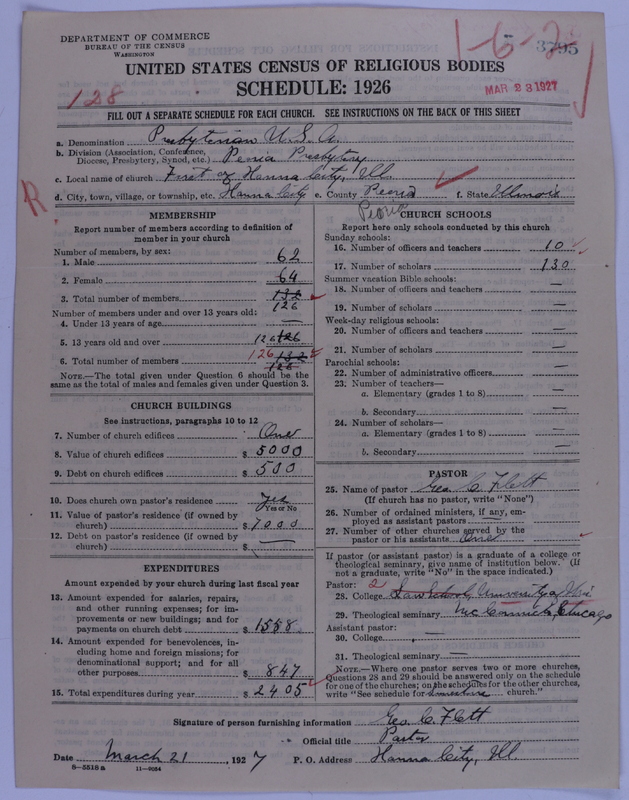 DEPARTMENT OF COMMERCE
BUREAU OF THE CENSUS
WASHINGTON
1-6-2
3795
UNITED STATES CENSUS OF RELIGIOUS BODIES
SCHEDULE: 1926
128
MAR 23 1927
FILL OUT A SEPARATE SCHEDULE FOR EACH CHURCH. SEE INSTRUCTIONS ON THE BACK OF THIS SHEET
a. Denomination Presbyterian U.S.A.
b. Division (Association, Conference, Diocese, Presbytery, Synod, etc.) Peoria Presbytery
c. Local name of church First of Hanna City, Ill.
d. City, town, village, or township, etc. Hanna City e. County Peoria f. State Illinois
R
Peoria
MEMBERSHIP
Report number of members according to definition of
member in your church
Number of members, by sex:
1. Male 62
2. Female 64
3. Total number of members 132
126
Number of members under and over 13 years old:
4. Under 13 years of age —
5. 13 years old and over 126 126
6. Total number of members 126 132
126
NOTE.—The total given under Question 6 should be the
same as the total of males and females given under Question 3.
CHURCH BUILDINGS
See instructions, paragraphs 10 to 12
7. Number of church edifices One
8. Value of church edifices $ 5000
9. Debt on church edifices $ 500
10. Does church own pastor's residence Yes
Yes or No
11. Value of pastor's residence (if owned by
church) $ 1000
12. Debt on pastor's residence (if owned by
church) $ —
EXPENDITURES
Amount expended by your church during last fiscal year
13. Amount expended for salaries, repairs,
and other running expenses; for im-
provements or new buildings; and for
payments on church debt $ 1558
14. Amount expended for benevolences, in-
cluding home and foreign missions; for
denominational support; and for all
other purposes $ 847
15. Total expenditures during year $ 2405
CHURCH SCHOOLS
Report here only schools conducted by this church
Sunday schools:
16. Number of officers and teachers 10
17. Number of scholars 130
Summer vacation Bible schools:
18. Number of officers and teachers —
19. Number of scholars —
Week-day religious schools:
20. Number of officers and teachers —
21. Number of scholars —
Parochial schools:
22. Number of administrative officers —
23. Number of teachers—
a. Elementary (grades 1 to 8) —
b. Secondary —
24. Number of scholars—
a. Elementary (grades 1 to 8) —
b. Secondary —
PASTOR
25. Name of pastor Geo. C. Flett
(If church has no pastor, write "None")
26. Number of ordained ministers, if any, em-
ployed as assistant pastors —
27. Number of other churches served by the
pastor or his assistants One
If pastor (or assistant pastor) is a graduate of a college or
theological seminary, give name of institution below. (If
not a graduate, write "No" in the space indicated.)
Pastor: 2
28. College University
29. Theological seminary McCormick, Chicago
Assistant pastor:
30. College —
31. Theological seminary —
NOTE.—Where one pastor serves two or more churches,
Questions 28 and 29 should be answered only on the schedule
for one of the churches; on the schedules for the other churches,
write "See schedule for church."
Signature of person furnishing information Geo. C. Flett
Official title Pastor
Date March 21, 1927 P. O. Address Hanna City, Ill.
8—5518 a 11—9034